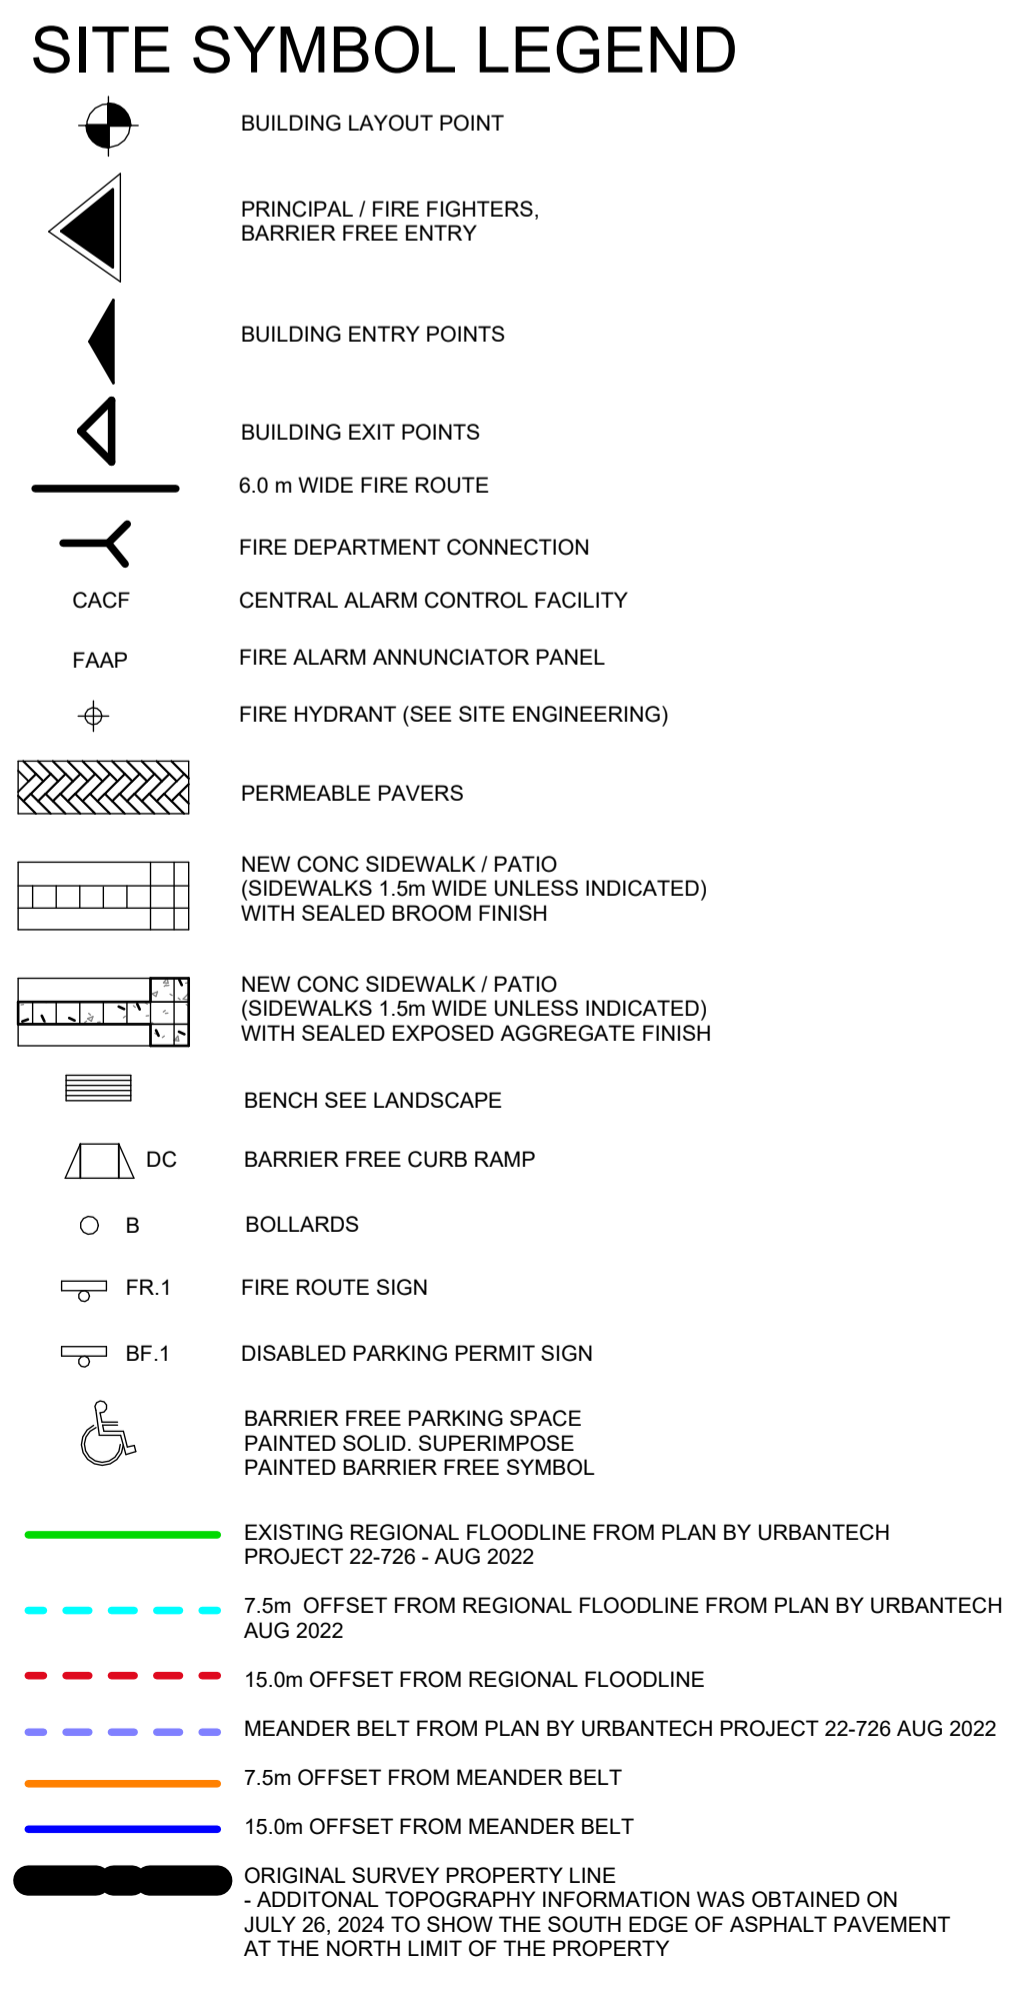 SITE SYMBOL LEGEND
BUILDING LAYOUT POINT
PRINCIPAL / FIRE FIGHTERS,
BARRIER FREE ENTRY
BUILDING ENTRY POINTS
BUILDING EXIT POINTS
6.0 m WIDE FIRE ROUTE
FIRE DEPARTMENT CONNECTION
CACF CENTRAL ALARM CONTROL FACILITY
FAAP FIRE ALARM ANNUNCIATOR PANEL
FIRE HYDRANT (SEE SITE ENGINEERING)
PERMEABLE PAVERS
NEW CONC SIDEWALK / PATIO
(SIDEWALKS 1.5m WIDE UNLESS INDICATED)
WITH SEALED BROOM FINISH
NEW CONC SIDEWALK / PATIO
(SIDEWALKS 1.5m WIDE UNLESS INDICATED)
WITH SEALED EXPOSED AGGREGATE FINISH
BENCH SEE LANDSCAPE
DC BARRIER FREE CURB RAMP
B BOLLARDS
FR.1 FIRE ROUTE SIGN
BF.1 DISABLED PARKING PERMIT SIGN
BARRIER FREE PARKING SPACE
PAINTED SOLID. SUPERIMPOSE
PAINTED BARRIER FREE SYMBOL
EXISTING REGIONAL FLOODLINE FROM PLAN BY URBANTECH
PROJECT 22-726 - AUG 2022
7.5m OFFSET FROM REGIONAL FLOODLINE FROM PLAN BY URBANTECH
AUG 2022
15.0m OFFSET FROM REGIONAL FLOODLINE
MEANDER BELT FROM PLAN BY URBANTECH PROJECT 22-726 AUG 2022
7.5m OFFSET FROM MEANDER BELT
15.0m OFFSET FROM MEANDER BELT
ORIGINAL SURVEY PROPERTY LINE
- ADDITONAL TOPOGRAPHY INFORMATION WAS OBTAINED ON
JULY 26, 2024 TO SHOW THE SOUTH EDGE OF ASPHALT PAVEMENT
AT THE NORTH LIMIT OF THE PROPERTY